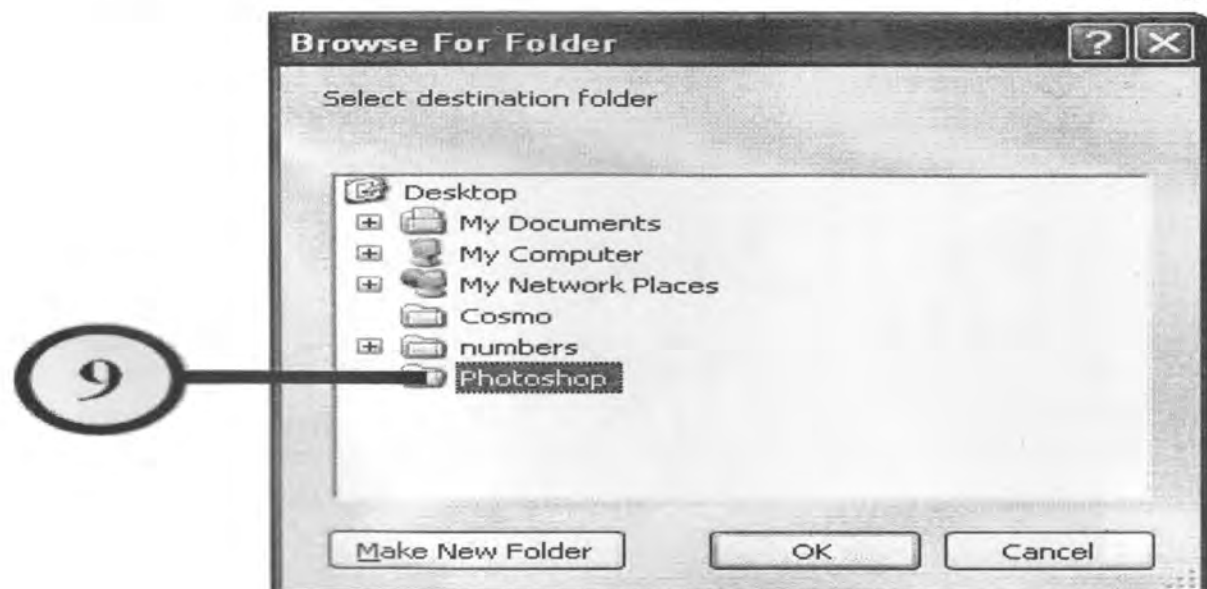 Browse For Folder
Select destination folder
Desktop
My Documents
My Computer
My Network Places
Cosmo
numbers
9
Photoshop
Make New Folder
OK
Cancel